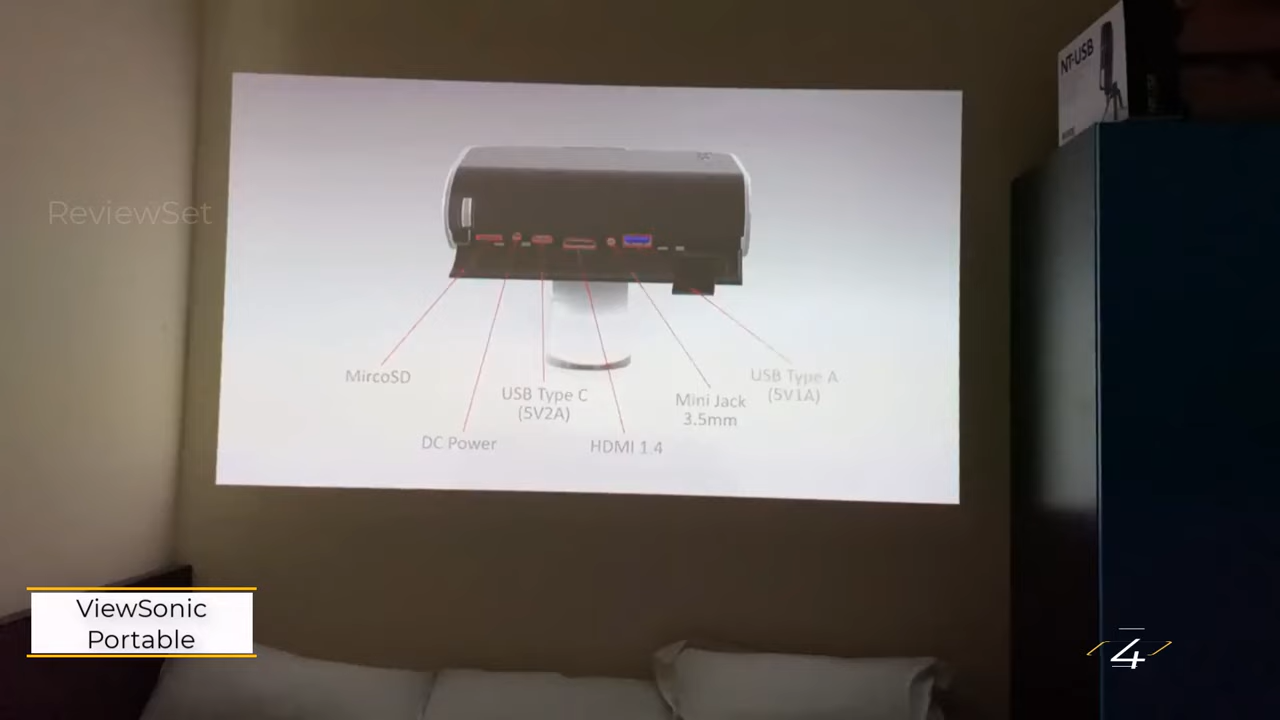 NT-USB
ReviewSet
MircoSD
USB Type C
(5V2A)
USB Type A
(5V1A)
Mini Jack
3.5mm
DC Power
HDMI 1.4
ViewSonic
Portable
4